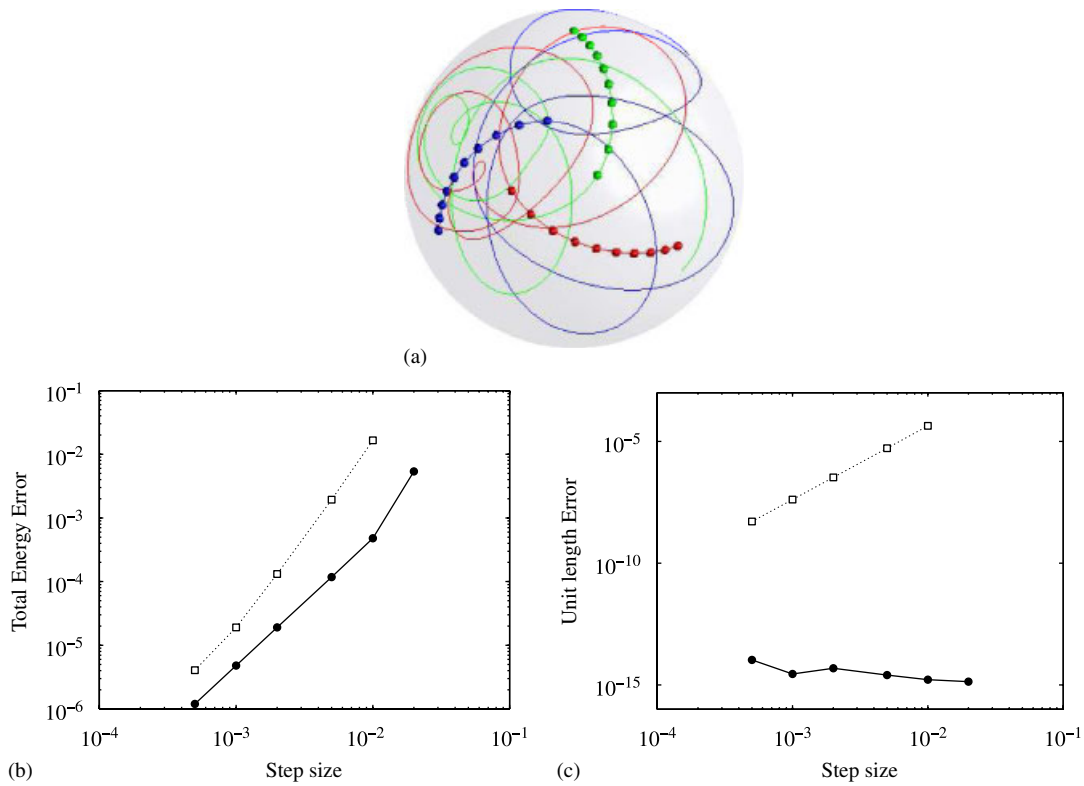 (a)
10−1
10−2
10−3
10−4
10−5
10−6
Total Energy Error
10−4 10−3 10−2 10−1
Step size
(b)
10−5
10−10
10−15
Unit length Error
10−4 10−3 10−2 10−1
Step size
(c)